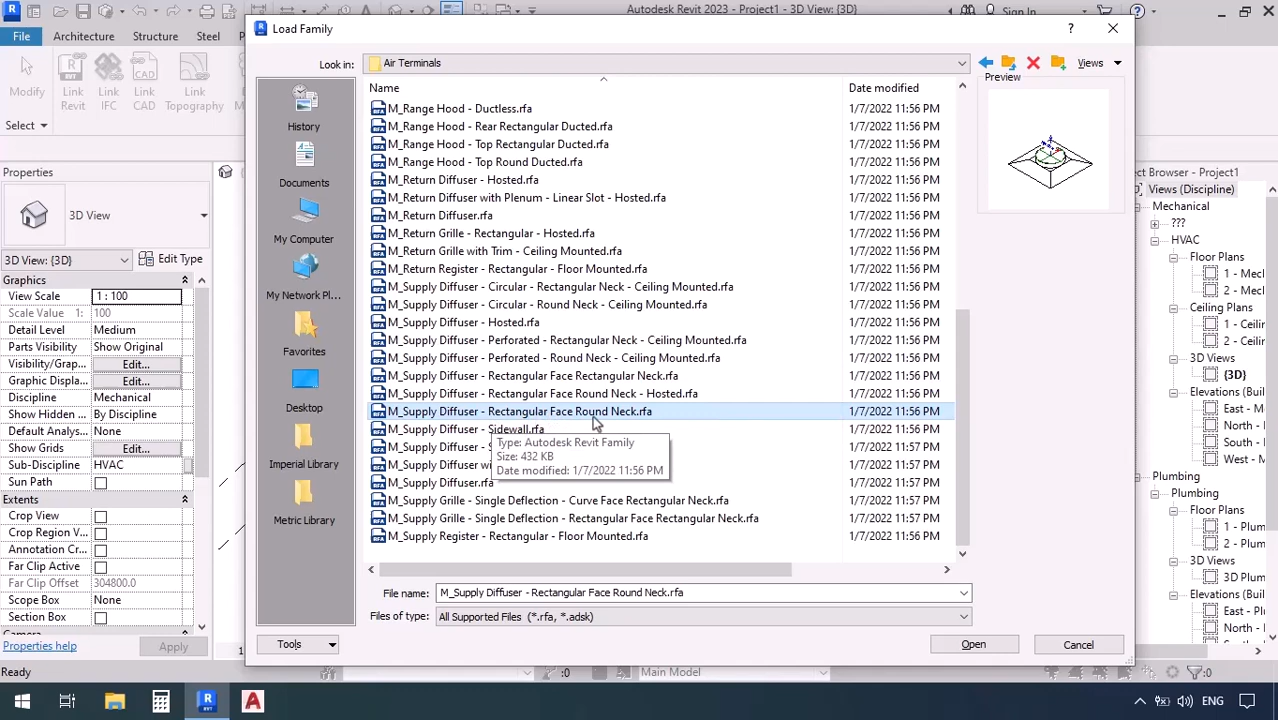 Autodesk Revit 2023 - Project1 - 3D View: {3D}
Sign In
File
Architecture
Structure
Steel
Modify
Link
Revit
Link
IFC
Link
CAD
Link
Topography
Select
Load Family
Look in:
Air Terminals
Views
Name
Date modified
Preview
History
Documents
My Computer
My Network Pl...
Favorites
Desktop
Imperial Library
Metric Library
M_Range Hood - Ductless.rfa 1/7/2022 11:56 PM
M_Range Hood - Rear Rectangular Ducted.rfa 1/7/2022 11:56 PM
M_Range Hood - Top Rectangular Ducted.rfa 1/7/2022 11:56 PM
M_Range Hood - Top Round Ducted.rfa 1/7/2022 11:56 PM
M_Return Diffuser - Hosted.rfa 1/7/2022 11:56 PM
M_Return Diffuser with Plenum - Linear Slot - Hosted.rfa 1/7/2022 11:56 PM
M_Return Diffuser.rfa 1/7/2022 11:56 PM
M_Return Grille - Rectangular - Hosted.rfa 1/7/2022 11:56 PM
M_Return Grille with Trim - Ceiling Mounted.rfa 1/7/2022 11:56 PM
M_Return Register - Rectangular - Floor Mounted.rfa 1/7/2022 11:56 PM
M_Supply Diffuser - Circular - Rectangular Neck - Ceiling Mounted.rfa 1/7/2022 11:56 PM
M_Supply Diffuser - Circular - Round Neck - Ceiling Mounted.rfa 1/7/2022 11:56 PM
M_Supply Diffuser - Hosted.rfa 1/7/2022 11:56 PM
M_Supply Diffuser - Perforated - Rectangular Neck - Ceiling Mounted.rfa 1/7/2022 11:56 PM
M_Supply Diffuser - Perforated - Round Neck - Ceiling Mounted.rfa 1/7/2022 11:56 PM
M_Supply Diffuser - Rectangular Face Rectangular Neck.rfa 1/7/2022 11:56 PM
M_Supply Diffuser - Rectangular Face Round Neck - Hosted.rfa 1/7/2022 11:56 PM
M_Supply Diffuser - Rectangular Face Round Neck.rfa 1/7/2022 11:56 PM
M_Supply Diffuser - Sidewall.rfa 1/7/2022 11:56 PM
M_Supply Diffuser - S 1/7/2022 11:56 PM
M_Supply Diffuser w 1/7/2022 11:56 PM
M_Supply Diffuser.rfa 1/7/2022 11:56 PM
M_Supply Grille - Single Deflection - Curve Face Rectangular Neck.rfa 1/7/2022 11:57 PM
M_Supply Grille - Single Deflection - Rectangular Face Rectangular Neck.rfa 1/7/2022 11:57 PM
M_Supply Register - Rectangular - Floor Mounted.rfa 1/7/2022 11:56 PM
Type: Autodesk Revit Family
Size: 432 KB
Date modified: 1/7/2022 11:56 PM
File name: M_Supply Diffuser - Rectangular Face Round Neck.rfa
Files of type: All Supported Files (*.rfa, *.adsk)
Tools
Open
Cancel
Properties
3D View
3D View: {3D}
Edit Type
Graphics
View Scale 1 : 100
Scale Value 1: 100
Detail Level Medium
Parts Visibility Show Original
Visibility/Grap... Edit...
Graphic Displa... Edit...
Discipline Mechanical
Show Hidden ... By Discipline
Default Analys... None
Show Grids Edit...
Sub-Discipline HVAC
Sun Path
Extents
Crop View
Crop Region V...
Annotation Cr...
Far Clip Active
Far Clip Offset 304800.0
Scope Box None
Section Box
Camera
Properties help
Apply
ect Browser - Project1
Views (Discipline)
Mechanical
???
HVAC
Floor Plans
1 - Mecl
2 - Mecl
Ceiling Plans
1 - Ceilir
2 - Ceilir
3D Views
{3D}
Elevations (B
East - M
North -
South -
West -
Plumbing
Plumbing
Floor Plans
1 - Plum
2 - Plum
3D Views
3D Plum
Elevations (B
East - P
North -
South -
Ready
:0
Main Model
:0
ENG